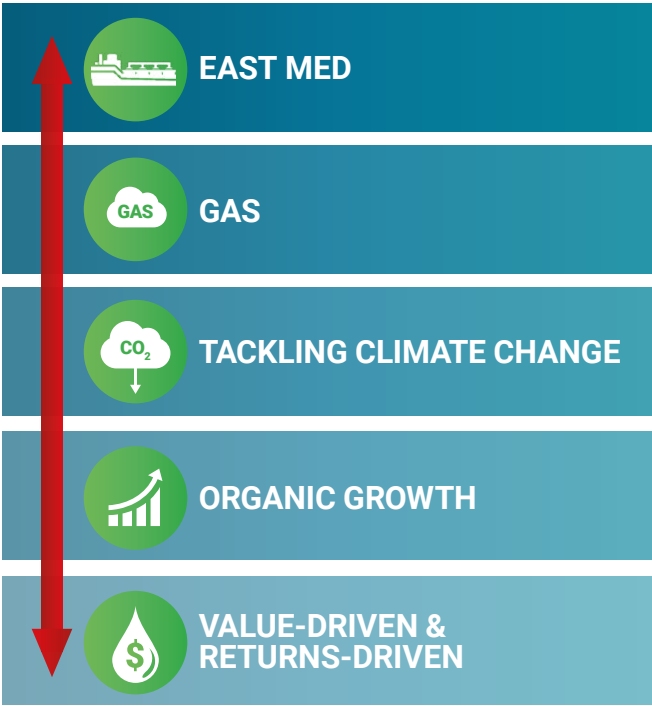 EAST MED
GAS
GAS
CO₂
TACKLING CLIMATE CHANGE
ORGANIC GROWTH
$
VALUE-DRIVEN &
RETURNS-DRIVEN